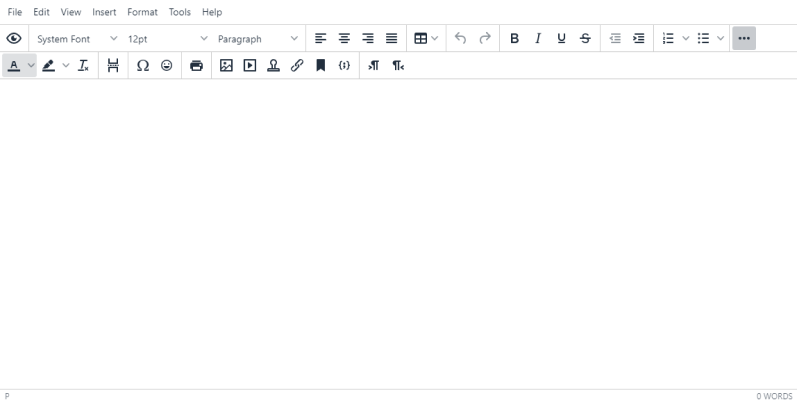 File Edit View Insert Format Tools Help
System Font 12pt Paragraph B I U S
A
P 0 WORDS